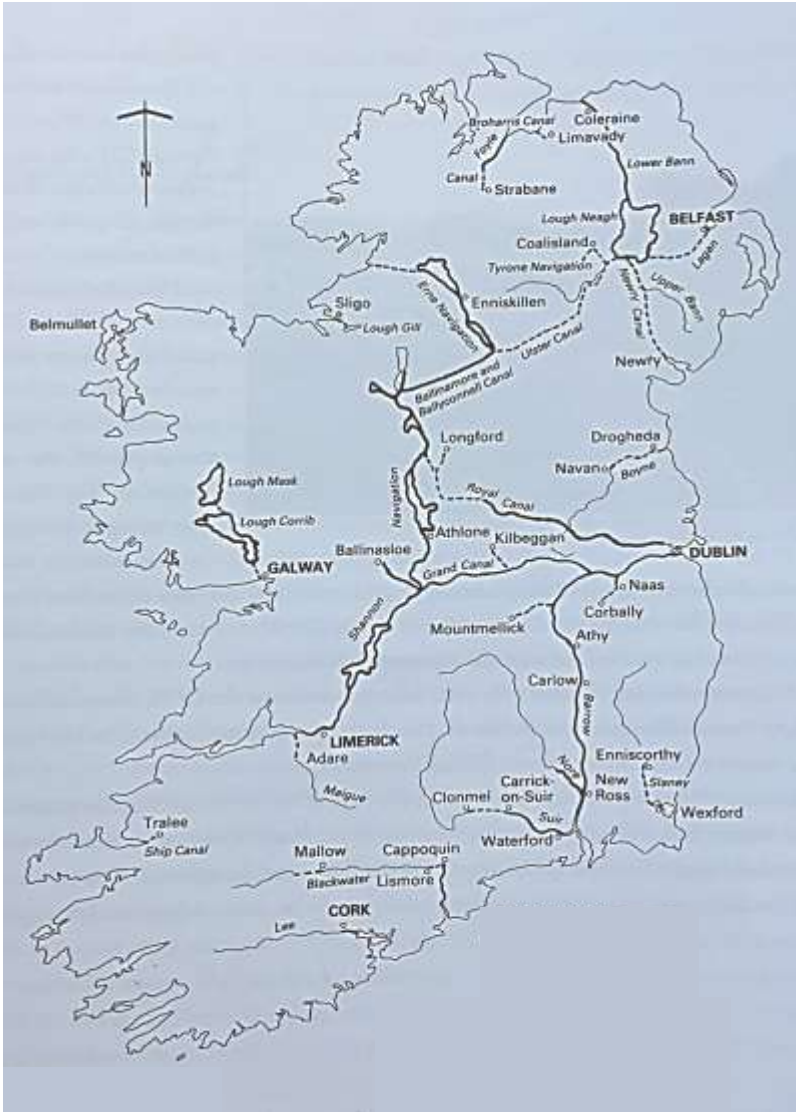 N
Broharris Canal
Coleraine
Limavady
Foyle
Canal
Strabane
Lower Bann
Lough Neagh
BELFAST
Coalisland
Lagan
Tyrone Navigation
Upper Bann
Newry Canal
Erne Navigation
Enniskillen
Sligo
Lough Gill
Belmullet
Ulster Canal
Newry
Ballinamore and
Ballyconnell Canal
Longford
Drogheda
Navan
Boyne
Lough Mask
Royal Canal
Navigation
Lough Corrib
Athlone
Kilbeggan
DUBLIN
Ballinasloe
GALWAY
Grand Canal
Naas
Corbally
Shannon
Mountmellick
Athy
Carlow
Barrow
LIMERICK
Adare
Enniscorthy
Nore
Maigue
Carrick-
on-Suir
New
Ross
Slaney
Clonmel
Suir
Wexford
Tralee
Ship Canal
Waterford
Mallow
Cappoquin
Blackwater
Lismore
CORK
Lee